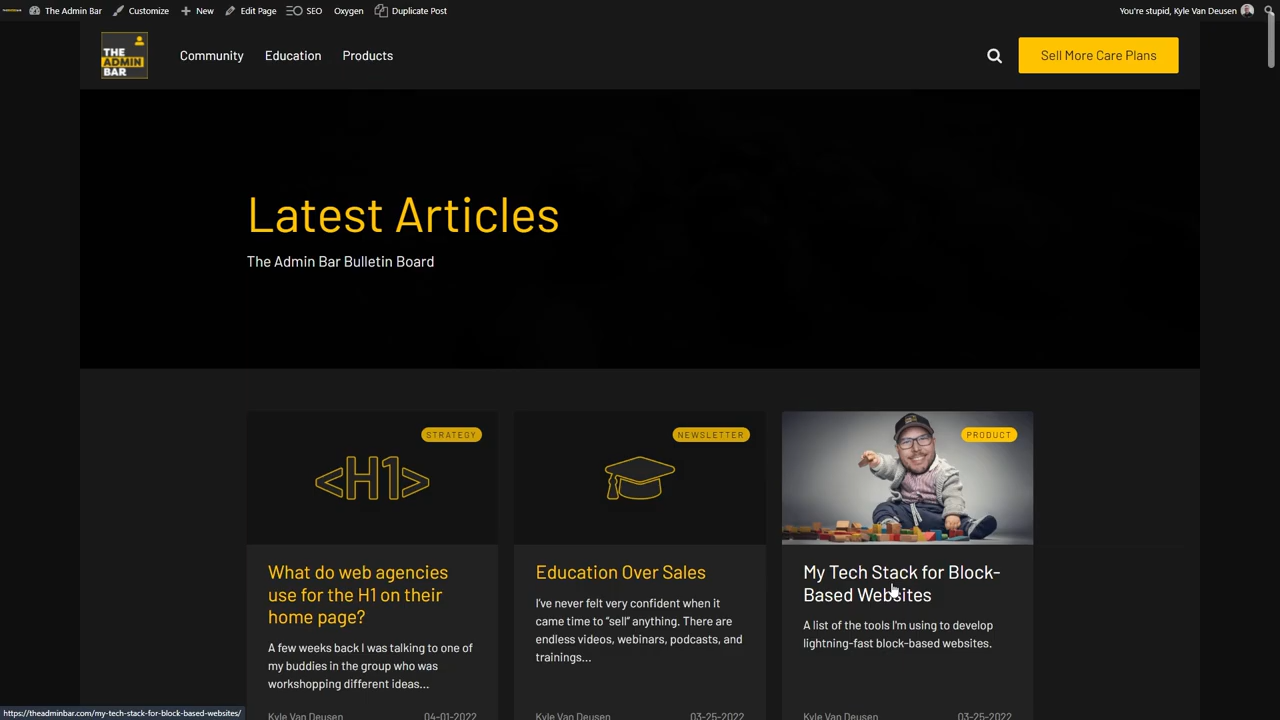 The Admin Bar Customize New Edit Page SEO Oxygen Duplicate Post You're stupid, Kyle Van Deusen
THE
ADMIN
BAR
Community Education Products Sell More Care Plans
Latest Articles
The Admin Bar Bulletin Board
STRATEGY NEWSLETTER PRODUCT
<H1>
What do web agencies
use for the H1 on their
home page?
A few weeks back I was talking to one of
my buddies in the group who was
workshopping different ideas...
Kyle Van Deusen 04-01-2022
Education Over Sales
I've never felt very confident when it
came time to “sell” anything. There are
endless videos, webinars, podcasts, and
trainings...
Kyle Van Deusen 03-25-2022
My Tech Stack for Block-
Based Websites
A list of the tools I'm using to develop
lightning-fast block-based websites.
Kyle Van Deusen 03-25-2022
https://theadminbar.com/my-tech-stack-for-block-based-websites/